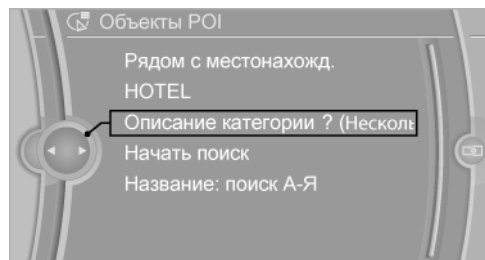 Объекты POI
Рядом с местонахожд.
HOTEL
Описание категории ? (Несколь
Начать поиск
Название: поиск А-Я